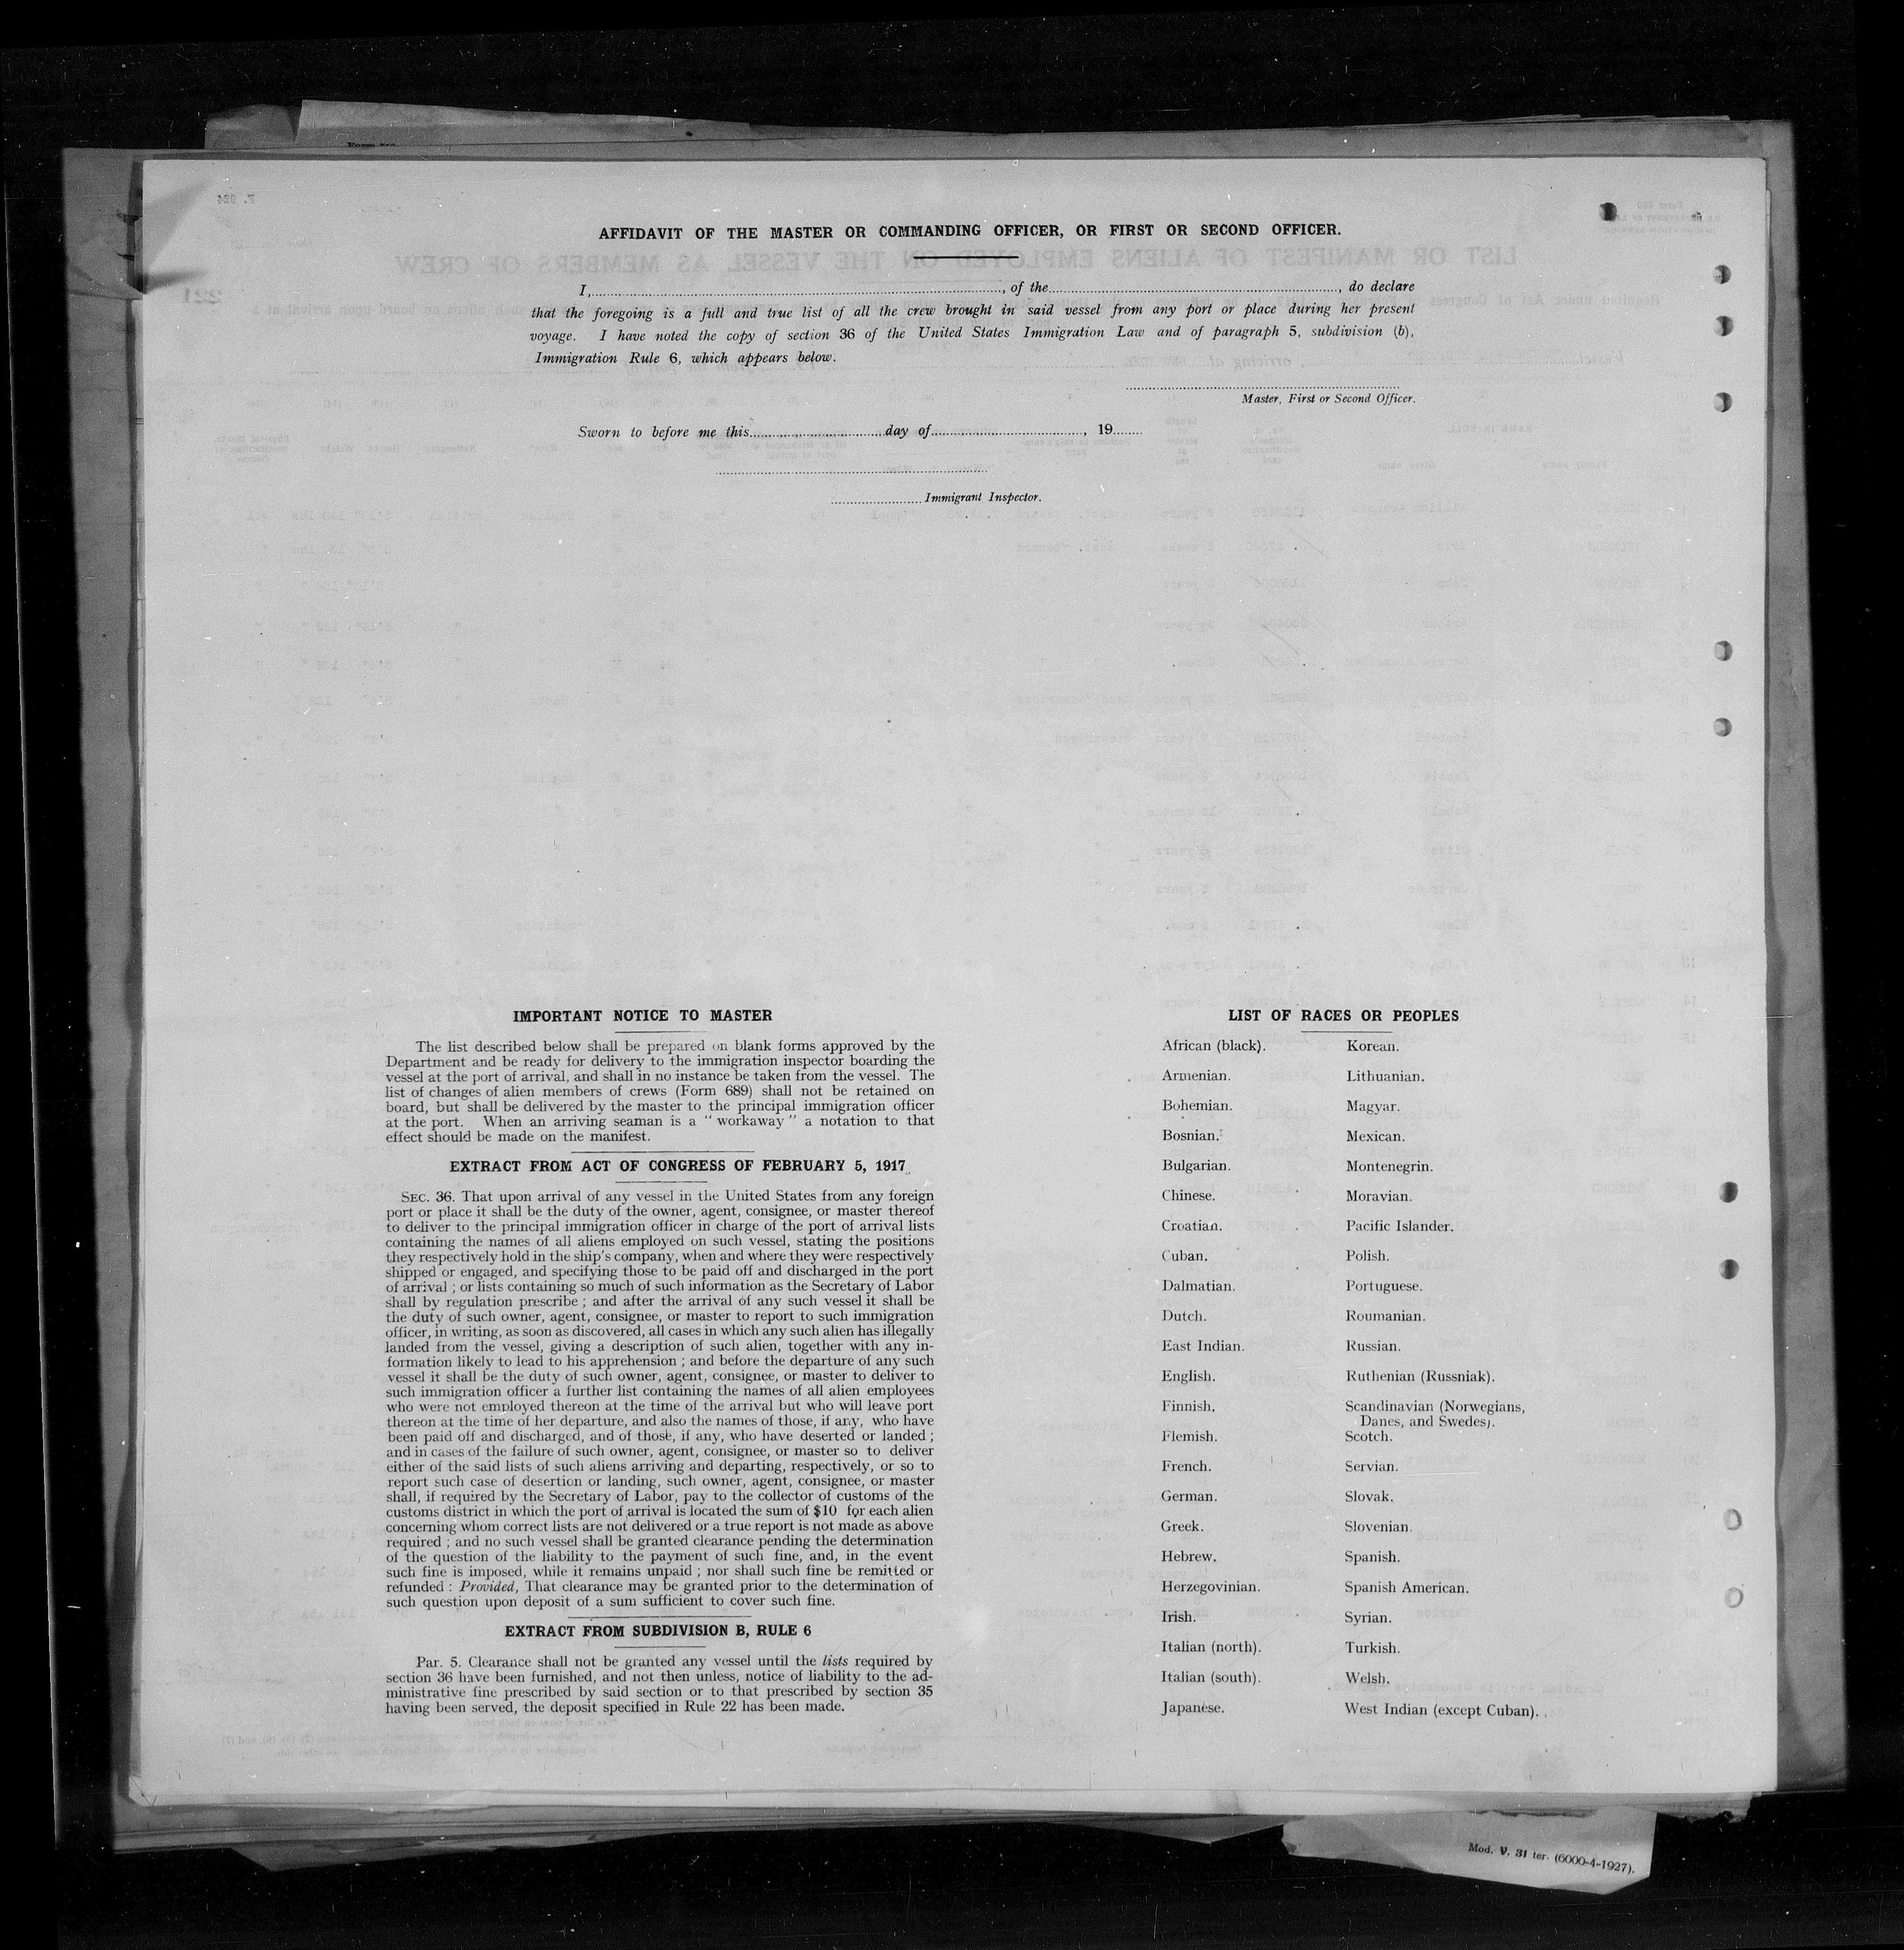 AFFIDAVIT OF THE MASTER OR COMMANDING OFFICER, OR FIRST OR SECOND OFFICER.
I,..., of the..., do declare
that the foregoing is a full and true list of all the crew brought in said vessel from any port or place during her present
voyage. I have noted the copy of section 36 of the United States Immigration Law and of paragraph 5, subdivision (b),
Immigration Rule 6, which appears below.
Master, First or Second Officer.
Sworn to before me this...day of..., 19...
...Immigrant Inspector.
IMPORTANT NOTICE TO MASTER
The list described below shall be prepared on blank forms approved by the
Department and be ready for delivery to the immigration inspector boarding the
vessel at the port of arrival, and shall in no instance be taken from the vessel. The
list of changes of alien members of crews (Form 689) shall not be retained on
board, but shall be delivered by the master to the principal immigration officer
at the port. When an arriving seaman is a " workaway " a notation to that
effect should be made on the manifest.
EXTRACT FROM ACT OF CONGRESS OF FEBRUARY 5, 1917
SEC. 36. That upon arrival of any vessel in the United States from any foreign
port or place it shall be the duty of the owner, agent, consignee, or master thereof
to deliver to the principal immigration officer in charge of the port of arrival lists
containing the names of all aliens employed on such vessel, stating the positions
they respectively hold in the ship's company, when and where they were respectively
shipped or engaged, and specifying those to be paid off and discharged in the port
of arrival ; or lists containing so much of such information as the Secretary of Labor
shall by regulation prescribe ; and after the arrival of any such vessel it shall be
the duty of such owner, agent, consignee, or master to report to such immigration
officer, in writing, as soon as discovered, all cases in which any such alien has illegally
landed from the vessel, giving a description of such alien, together with any in-
formation likely to lead to his apprehension ; and before the departure of any such
vessel it shall be the duty of such owner, agent, consignee, or master to deliver to
such immigration officer a further list containing the names of all alien employees
who were not employed thereon at the time of the arrival but who will leave port
thereon at the time of her departure, and also the names of those, if any, who have
been paid off and discharged, and of those, if any, who have deserted or landed ;
and in cases of the failure of such owner, agent, consignee, or master so to deliver
either of the said lists of such aliens arriving and departing, respectively, or so to
report such case of desertion or landing, such owner, agent, consignee, or master
shall, if required by the Secretary of Labor, pay to the collector of customs of the
customs district in which the port of arrival is located the sum of $10 for each alien
concerning whom correct lists are not delivered or a true report is not made as above
required ; and no such vessel shall be granted clearance pending the determination
of the question of the liability to the payment of such fine, and, in the event
such fine is imposed, while it remains unpaid ; nor shall such fine be remitted or
refunded : Provided, That clearance may be granted prior to the determination of
such question upon deposit of a sum sufficient to cover such fine.
EXTRACT FROM SUBDIVISION B, RULE 6
Par. 5. Clearance shall not be granted any vessel until the lists required by
section 36 have been furnished, and not then unless, notice of liability to the ad-
ministrative fine prescribed by said section or to that prescribed by section 35
having been served, the deposit specified in Rule 22 has been made.
LIST OF RACES OR PEOPLES
African (black).
Armenian.
Bohemian.
Bosnian.
Bulgarian.
Chinese.
Croatian.
Cuban.
Dalmatian.
Dutch.
East Indian.
English.
Finnish.
Flemish.
French.
German.
Greek.
Hebrew.
Herzegovinian.
Irish.
Italian (north).
Italian (south).
Japanese.
Korean.
Lithuanian.
Magyar.
Mexican.
Montenegrin.
Moravian.
Pacific Islander.
Polish.
Portuguese.
Roumanian.
Russian.
Ruthenian (Russniak).
Scandinavian (Norwegians,
Danes, and Swedes).
Scotch.
Servian.
Slovak.
Slovenian.
Spanish.
Spanish American.
Syrian.
Turkish.
Welsh.
West Indian (except Cuban).
Mod. V. 31 ter. (6000-4-1927).